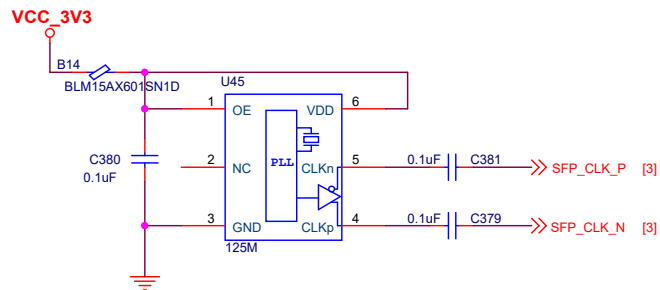 VCC_3V3
B14
BLM15AX601SN1D
U45
1 OE VDD 6
C380
0.1uF
2 NC PLL CLKn 5 0.1uF C381 SFP_CLK_P [3]
3 GND CLKp 4 0.1uF C379 SFP_CLK_N [3]
125M